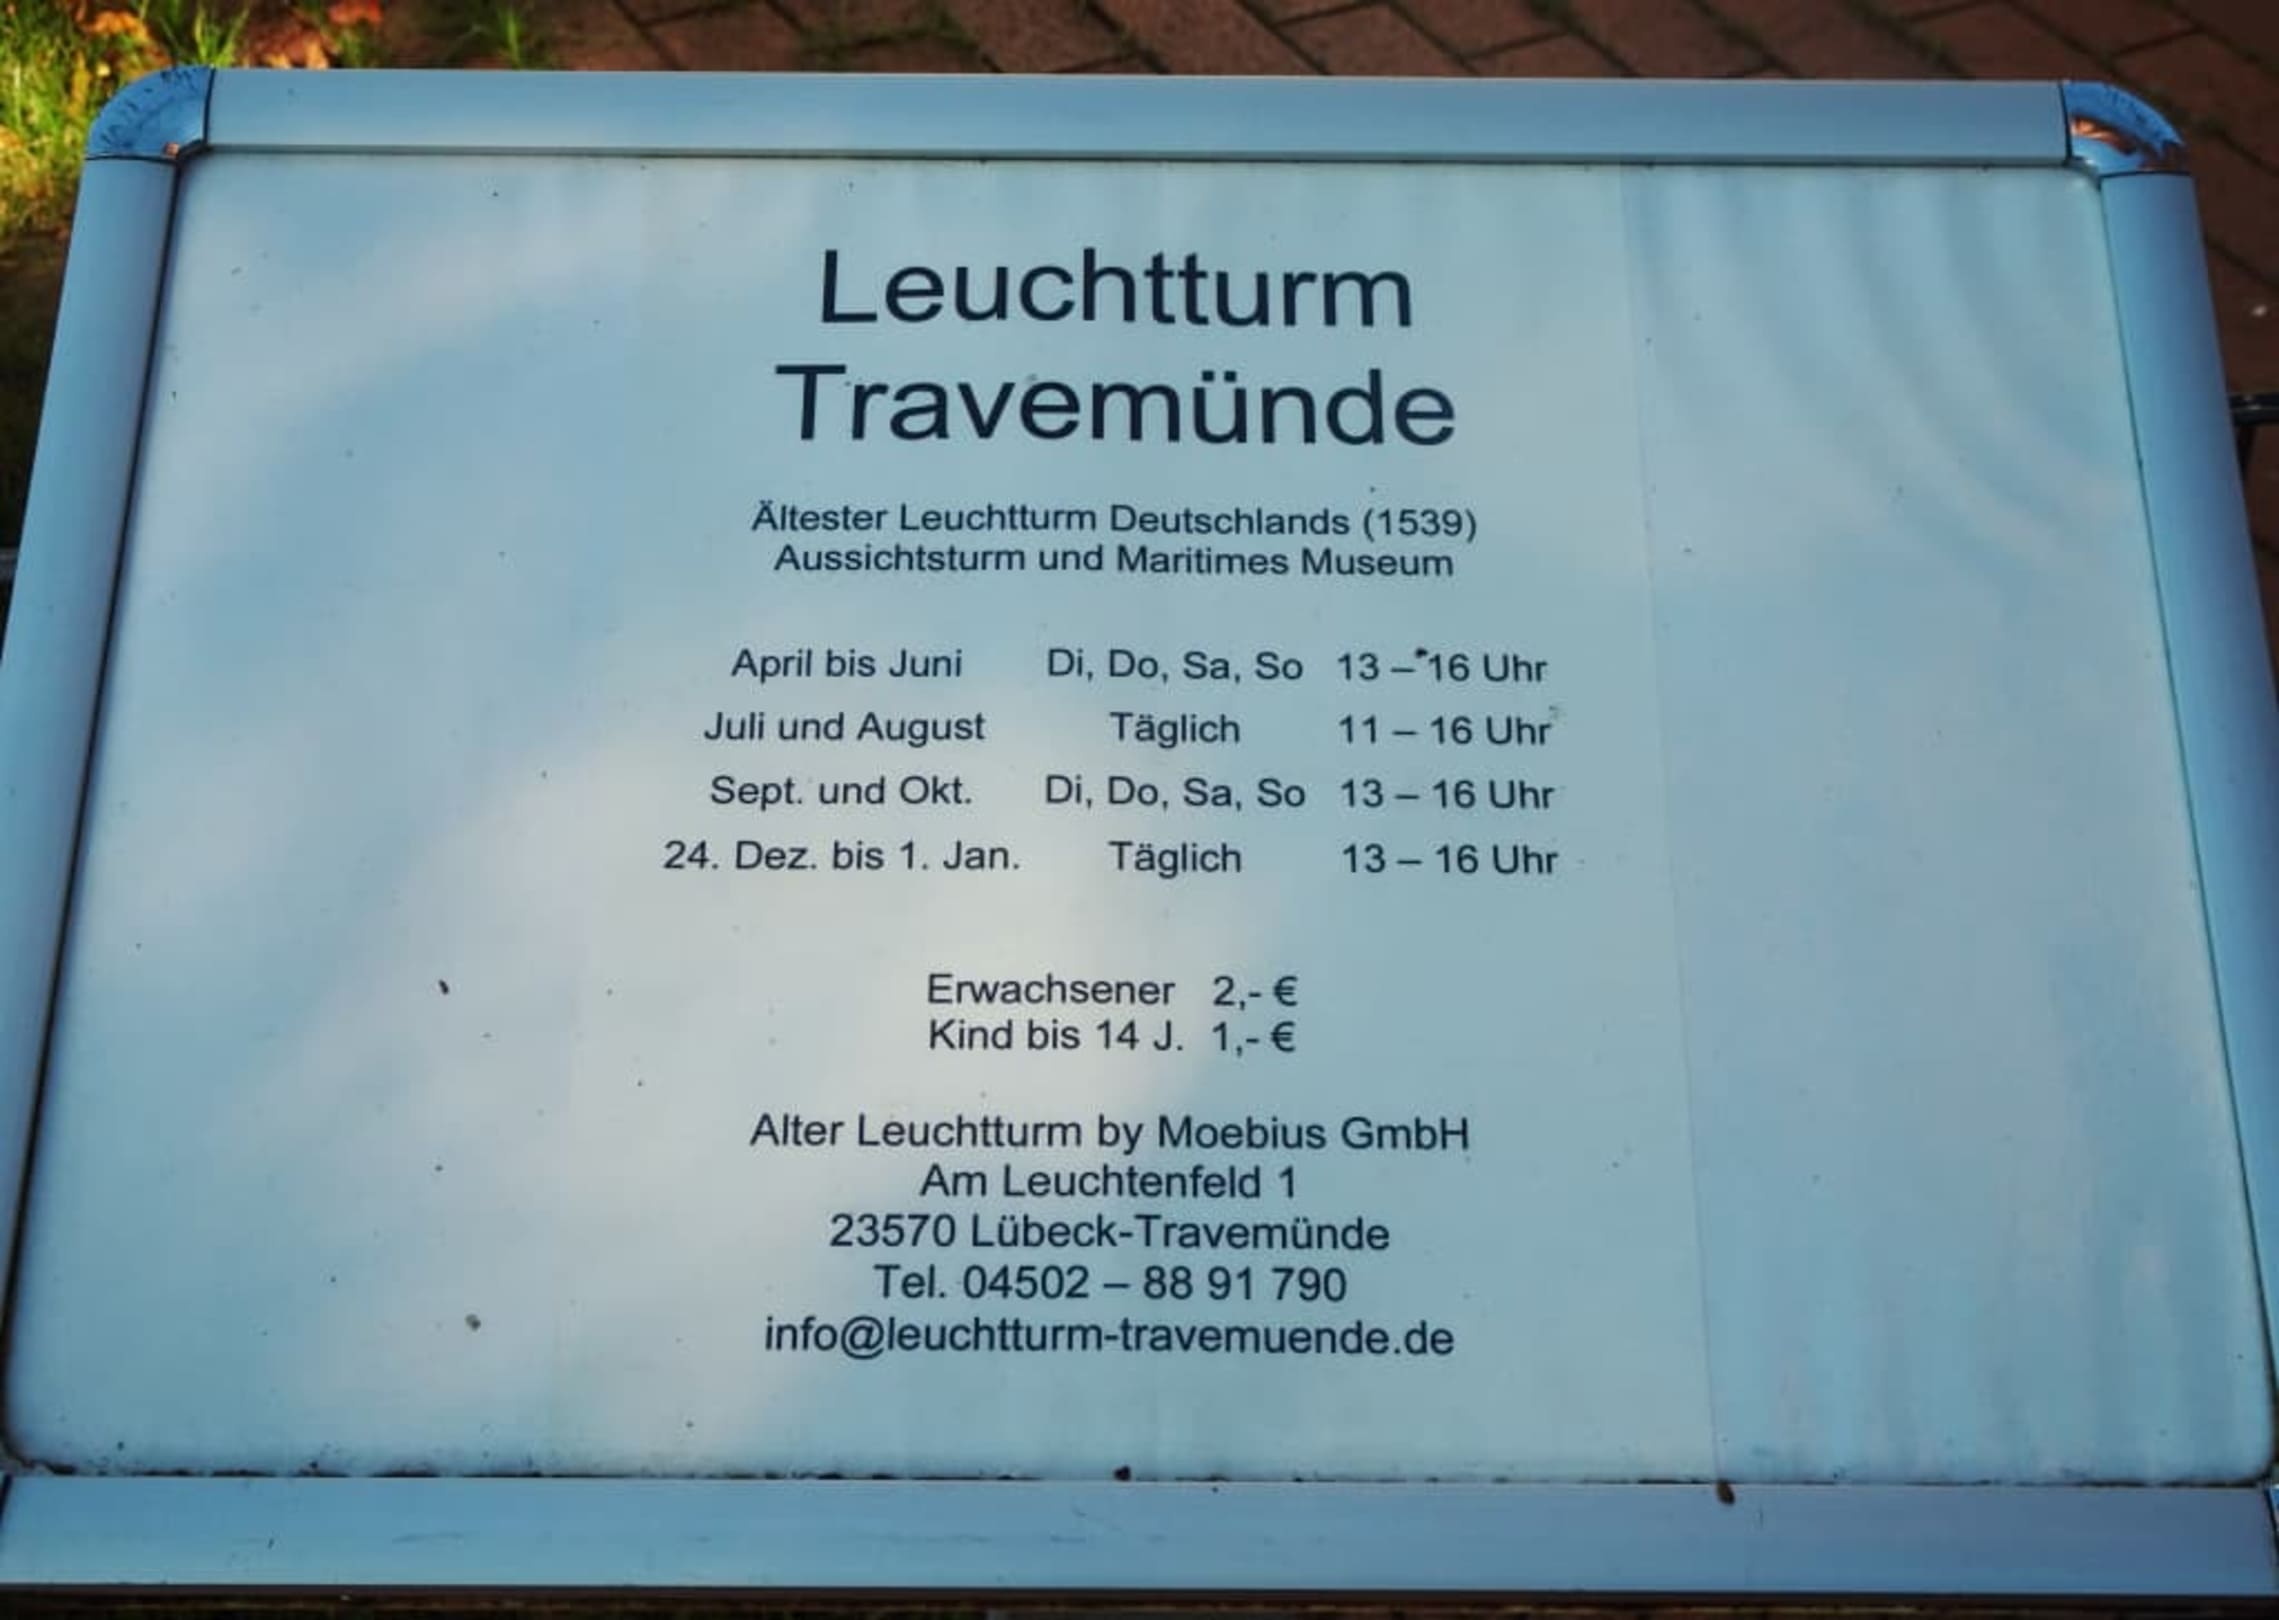 Leuchtturm
Travemünde
Ältester Leuchtturm Deutschlands (1539)
Aussichtsturm und Maritimes Museum
April bis Juni Di, Do, Sa, So 13 – 16 Uhr
Juli und August Täglich 11 – 16 Uhr
Sept. und Okt. Di, Do, Sa, So 13 – 16 Uhr
24. Dez. bis 1. Jan. Täglich 13 – 16 Uhr
Erwachsener 2,- €
Kind bis 14 J. 1,- €
Alter Leuchtturm by Moebius GmbH
Am Leuchtenfeld 1
23570 Lübeck-Travemünde
Tel. 04502 – 88 91 790
info@leuchtturm-travemuende.de